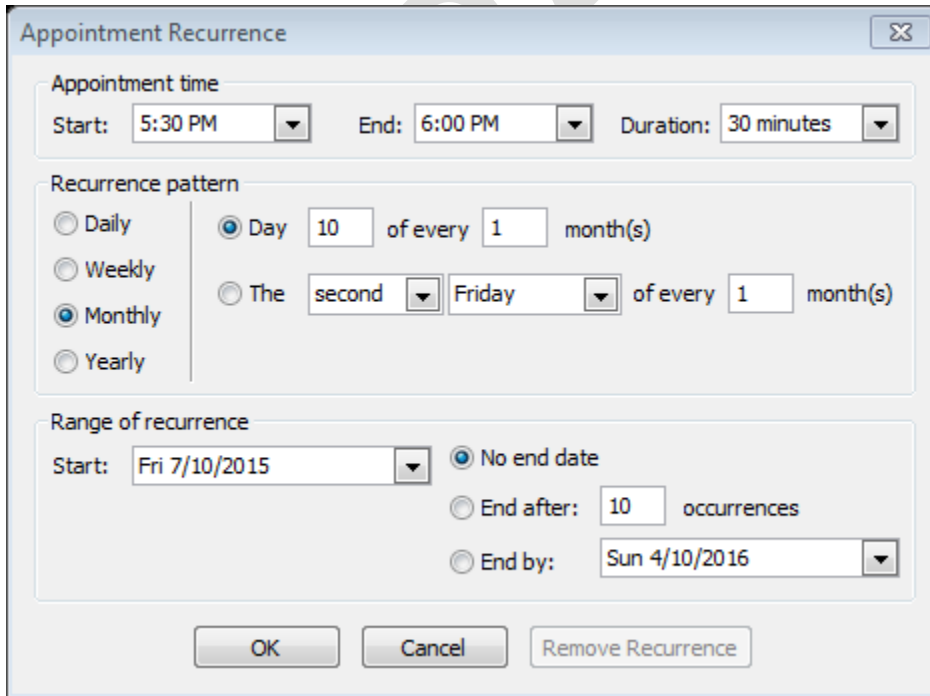 Appointment Recurrence
Appointment time
Start: 5:30 PM End: 6:00 PM Duration: 30 minutes
Recurrence pattern
Daily
Weekly
Monthly
Yearly
Day 10 of every 1 month(s)
The second Friday of every 1 month(s)
Range of recurrence
Start: Fri 7/10/2015
No end date
End after: 10 occurrences
End by: Sun 4/10/2016
OK Cancel Remove Recurrence